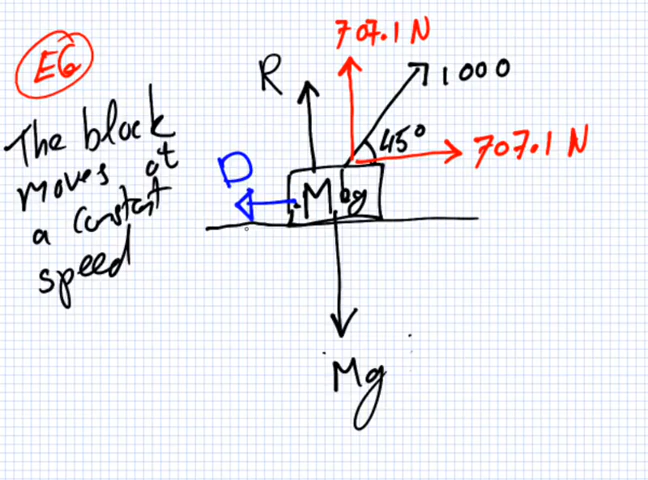 E6
The block
moves at
a constant
speed
707.1 N
R
1000
45°
707.1 N
D
M kg
Mg